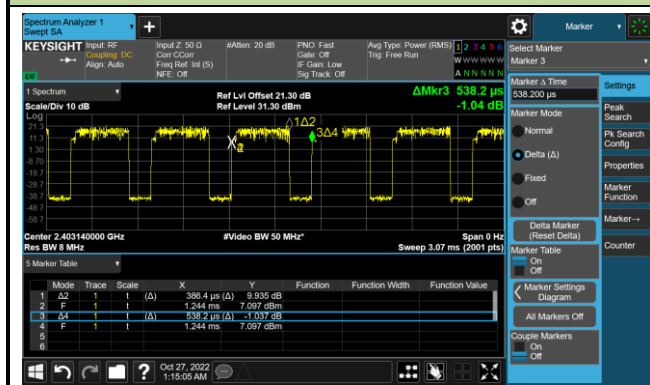 Spectrum Analyzer 1
Swept SA
+
Marker
KEYSIGHT
Input: RF
Coupling: DC
Align: Auto
Input Z: 50 Ω
Corr CCorr
Freq Ref: Int (S)
NFE: Off
#Atten: 20 dB
PNO: Fast
Gate: Off
IF Gain: Low
Sig Track: Off
Avg Type: Power (RMS)
Trig: Free Run
1 2 3 4 5 6
W W W W W W
A N N N N N
Select Marker
Marker 3
1 Spectrum
Scale/Div 10 dB
Ref Lvl Offset 21.30 dB
Ref Level 31.30 dBm
ΔMkr3 538.2 µs
-1.04 dB
Log
21.3
11.3
1.30
-8.70
-18.7
-28.7
-38.7
-48.7
-58.7
1Δ2
3Δ4
Center 2.403140000 GHz
Res BW 8 MHz
#Video BW 50 MHz*
Span 0 Hz
Sweep 3.07 ms (2001 pts)
5 Marker Table
Mode Trace Scale X Y Function Function Width Function Value
1 Δ2 1 t (Δ) 386.4 µs (Δ) 9.935 dB
2 F 1 t 1.244 ms 7.097 dBm
3 Δ4 1 t (Δ) 538.2 µs (Δ) -1.037 dB
4 F 1 t 1.244 ms 7.097 dBm
5
6
Marker Δ Time
538.200 µs
Marker Mode
Normal
Delta (Δ)
Fixed
Off
Delta Marker
(Reset Delta)
Marker Table
On
Off
Marker Settings
Diagram
All Markers Off
Couple Markers
On
Off
Settings
Peak
Search
Pk Search
Config
Properties
Marker
Function
Marker→
Counter
?
Oct 27, 2022
1:15:05 AM